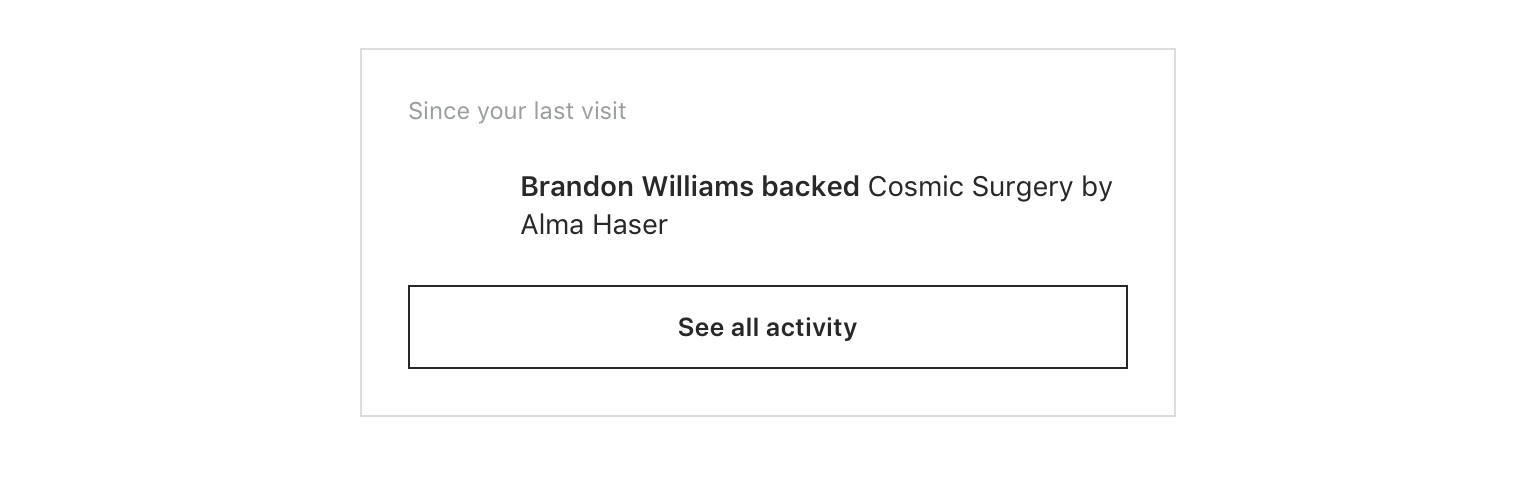 Since your last visit
Brandon Williams backed Cosmic Surgery by
Alma Haser
See all activity